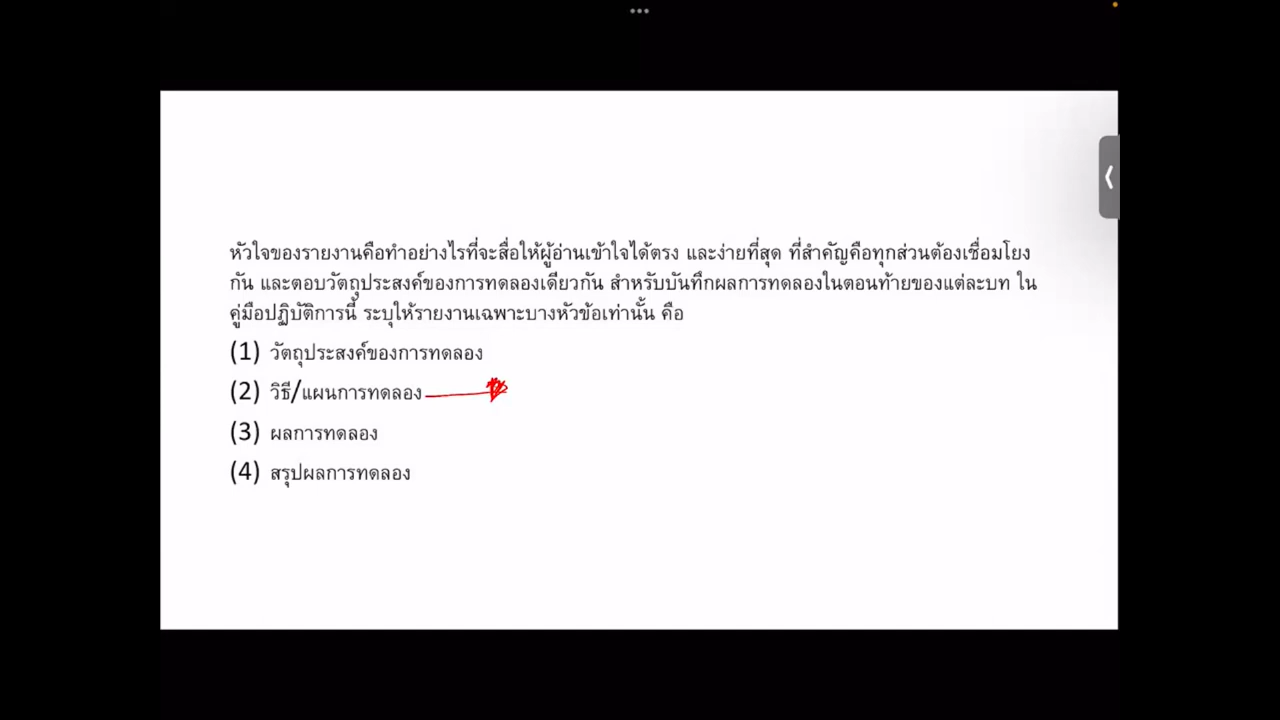 หัวใจของรายงานคือทำอย่างไรที่จะสื่อให้ผู้อ่านเข้าใจได้ตรง และง่ายที่สุด ที่สำคัญคือทุกส่วนต้องเชื่อมโยง
กัน และตอบวัตถุประสงค์ของการทดลองเดียวกัน สำหรับบันทึกผลการทดลองในตอนท้ายของแต่ละบท ใน
คู่มือปฏิบัติการนี้ ระบุให้รายงานเฉพาะบางหัวข้อเท่านั้น คือ
(1) วัตถุประสงค์ของการทดลอง
(2) วิธี/แผนการทดลอง
(3) ผลการทดลอง
(4) สรุปผลการทดลอง